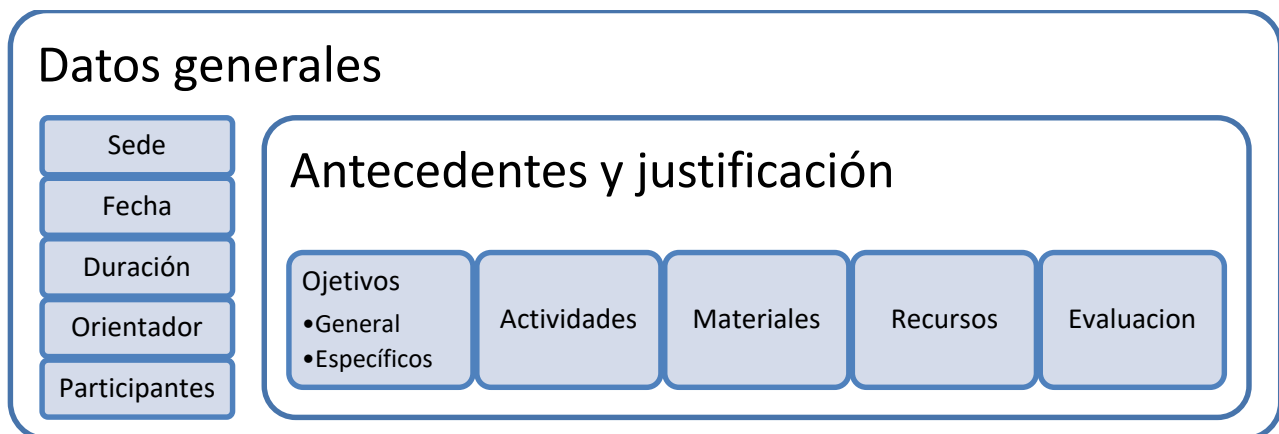 Datos generales
Sede
Fecha
Duración
Orientador
Participantes
Antecedentes y justificación
Ojetivos
•General
•Específicos
Actividades
Materiales
Recursos
Evaluacion